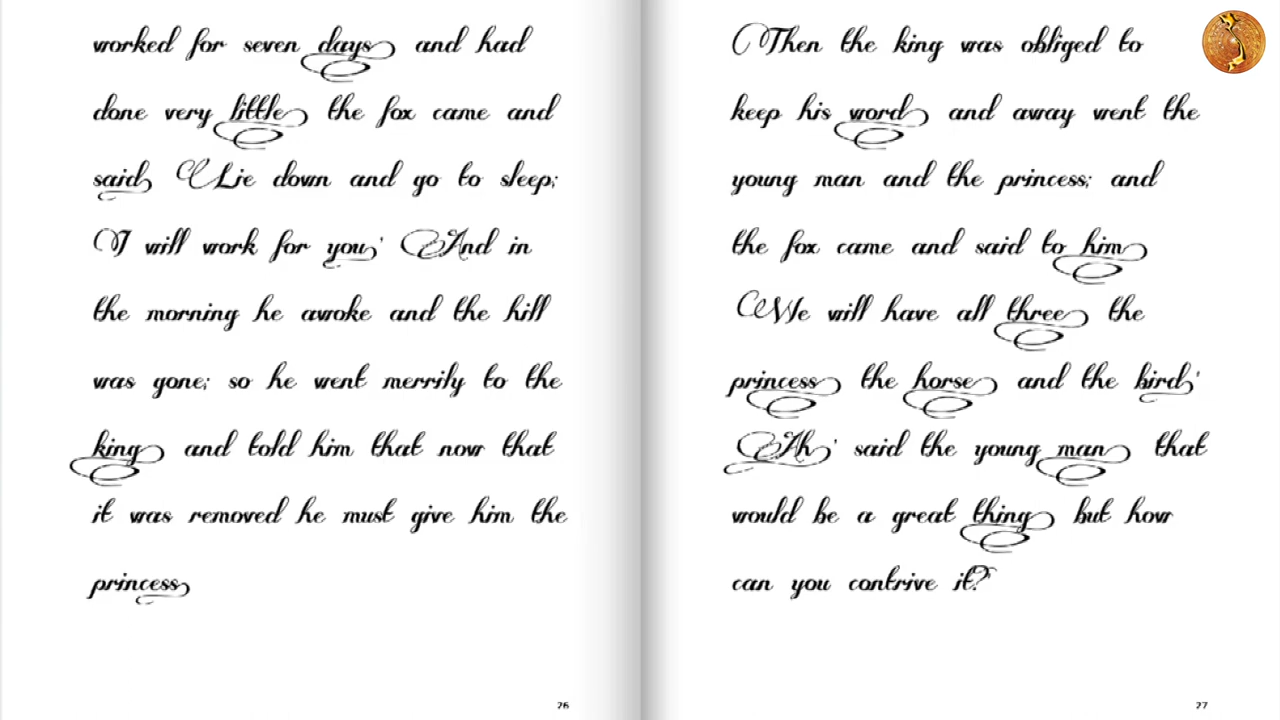 worked for seven days and had
done very little the fox came and
said Lie down and go to sleep;
I will work for you' And in
the morning he awoke and the hill
was gone; so he went merrily to the
king and told him that now that
it was removed he must give him the
princess
26
Then the king was obliged to
keep his word and away went the
young man and the princess; and
the fox came and said to him
We will have all three the
princess the horse and the bird'
Ah' said the young man that
would be a great thing but how
can you contrive it?'
27